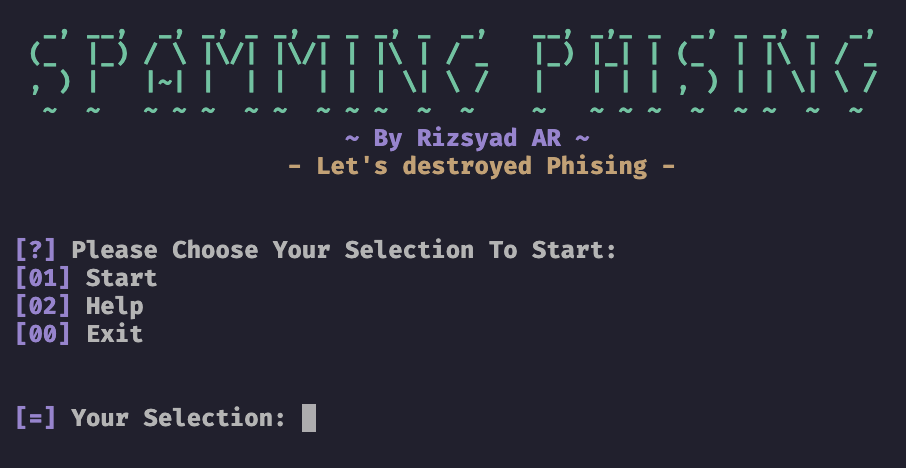 SPAMMING PHISING
~ By Rizsyad AR ~
- Let's destroyed Phising -
[?] Please Choose Your Selection To Start:
[01] Start
[02] Help
[00] Exit
[=] Your Selection: